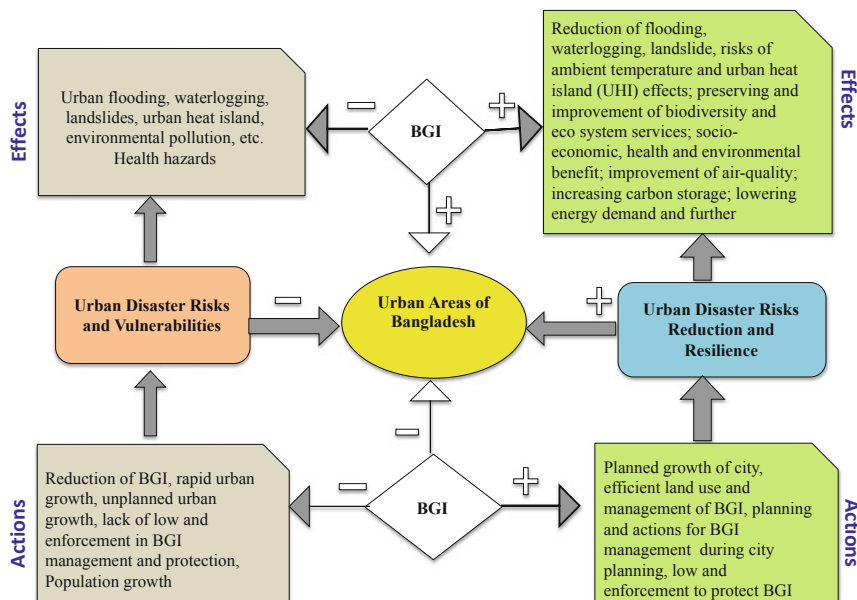 Effects
Urban flooding, waterlogging,
landslides, urban heat island,
environmental pollution, etc.
Health hazards
−
BGI
+
+
Reduction of flooding,
waterlogging, landslide, risks of
ambient temperature and urban heat
island (UHI) effects; preserving and
improvement of biodiversity and
eco system services; socio-
economic, health and environmental
benefit; improvement of air-quality;
increasing carbon storage; lowering
energy demand and further
Effects
Urban Disaster Risks
and Vulnerabilities
−
Urban Areas of
Bangladesh
+
Urban Disaster Risks
Reduction and
Resilience
Actions
Reduction of BGI, rapid urban
growth, unplanned urban
growth, lack of low and
enforcement in BGI
management and protection,
Population growth
−
−
BGI
+
Planned growth of city,
efficient land use and
management of BGI, planning
and actions for BGI
management during city
planning, low and
enforcement to protect BGI
Actions